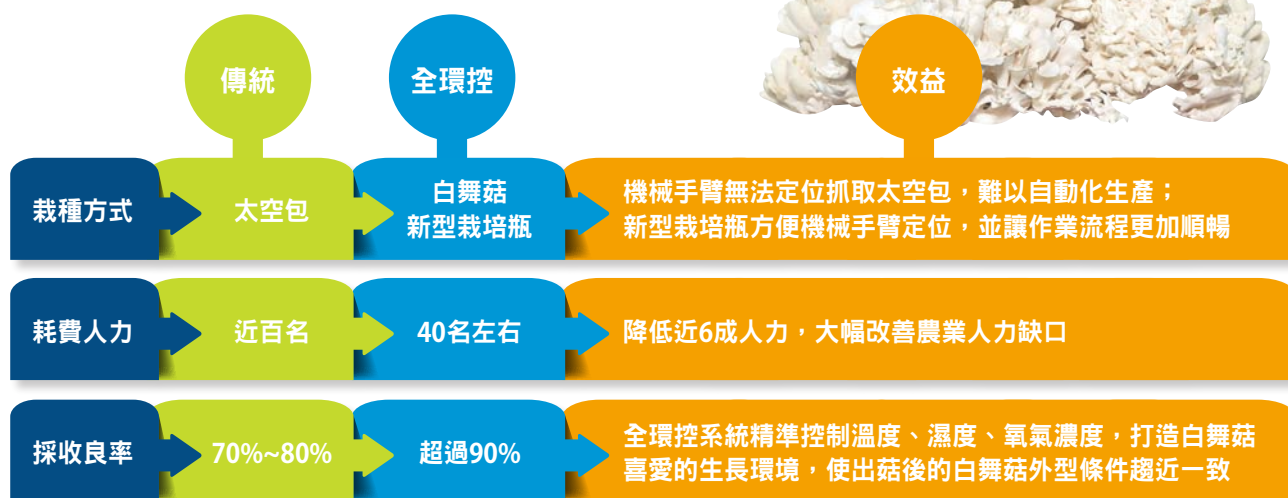 傳統
全環控
效益
栽種方式
太空包
白舞菇
新型栽培瓶
機械手臂無法定位抓取太空包，難以自動化生產；
新型栽培瓶方便機械手臂定位，並讓作業流程更加順暢
耗費人力
近百名
40名左右
降低近6成人力，大幅改善農業人力缺口
採收良率
70%~80%
超過90%
全環控系統精準控制溫度、濕度、氧氣濃度，打造白舞菇
喜愛的生長環境，使出菇後的白舞菇外型條件趨近一致